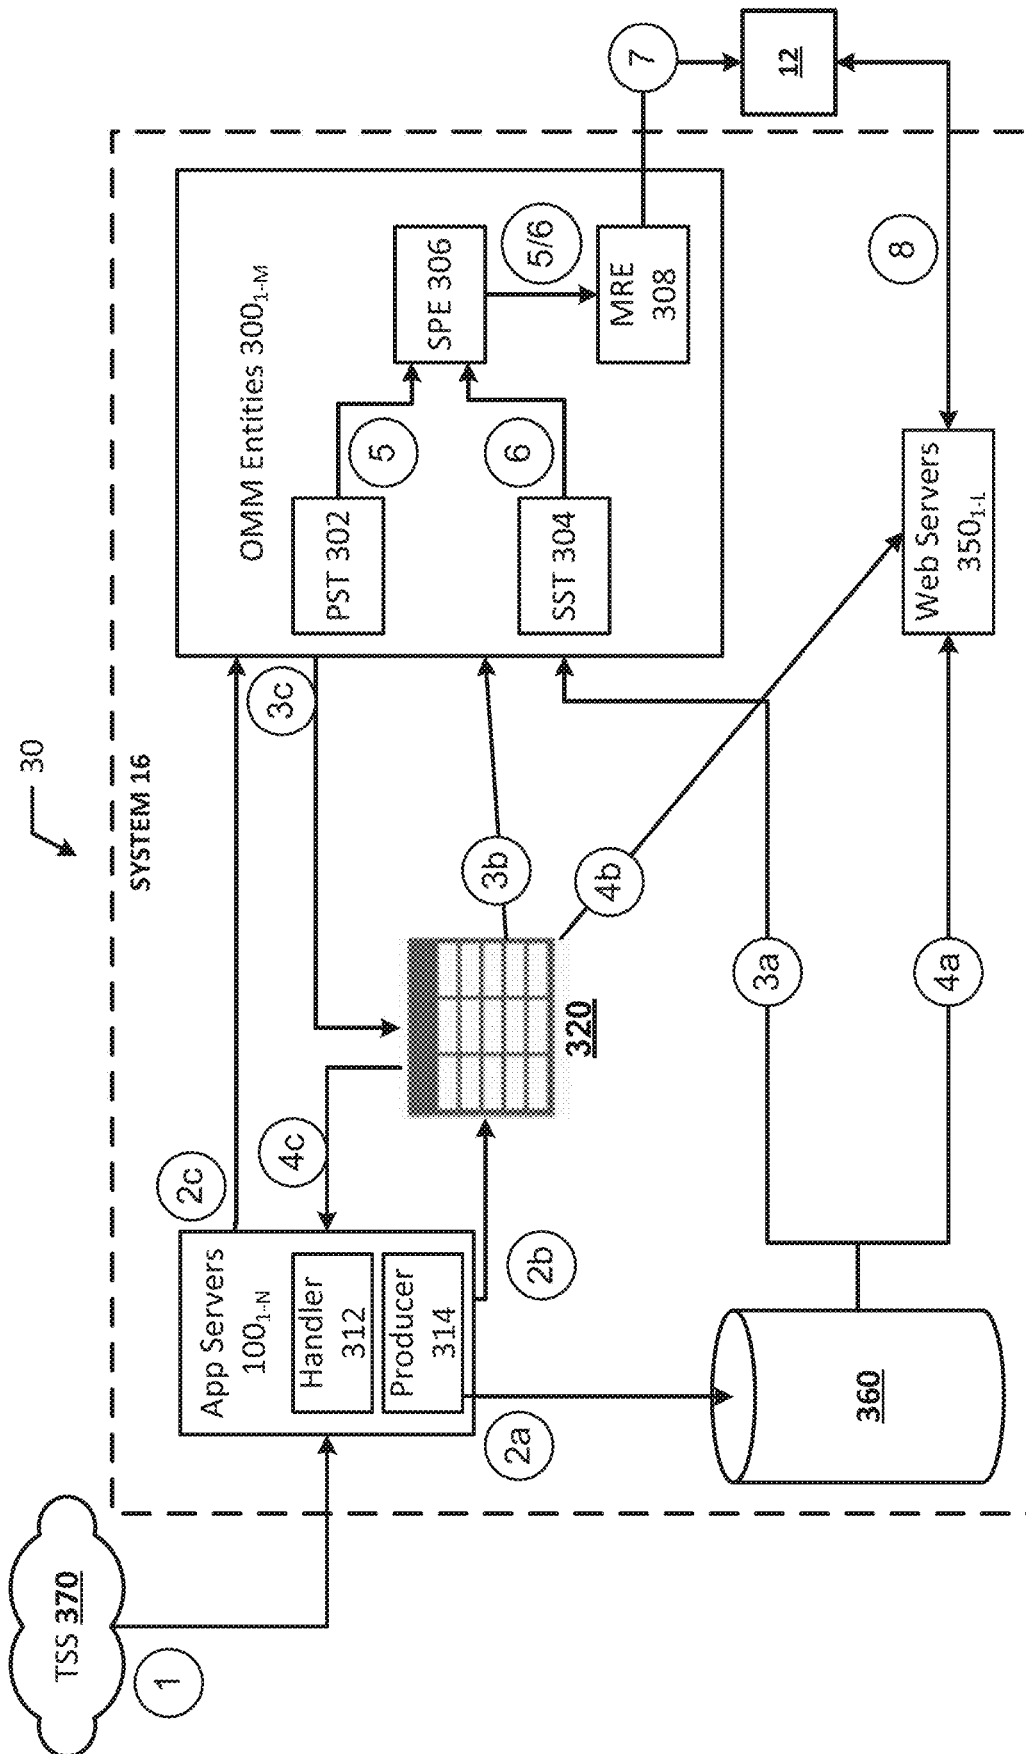 30
SYSTEM 16
TSS 370
1
App Servers
100₁₋N
Handler
312
Producer
314
2a
2b
2c
4c
3c
320
3b
4b
3a
4a
360
OMM Entities 300₁₋M
PST 302
5
SPE 306
SST 304
6
5/6
MRE
308
7
12
8
Web Servers
350₁₋L